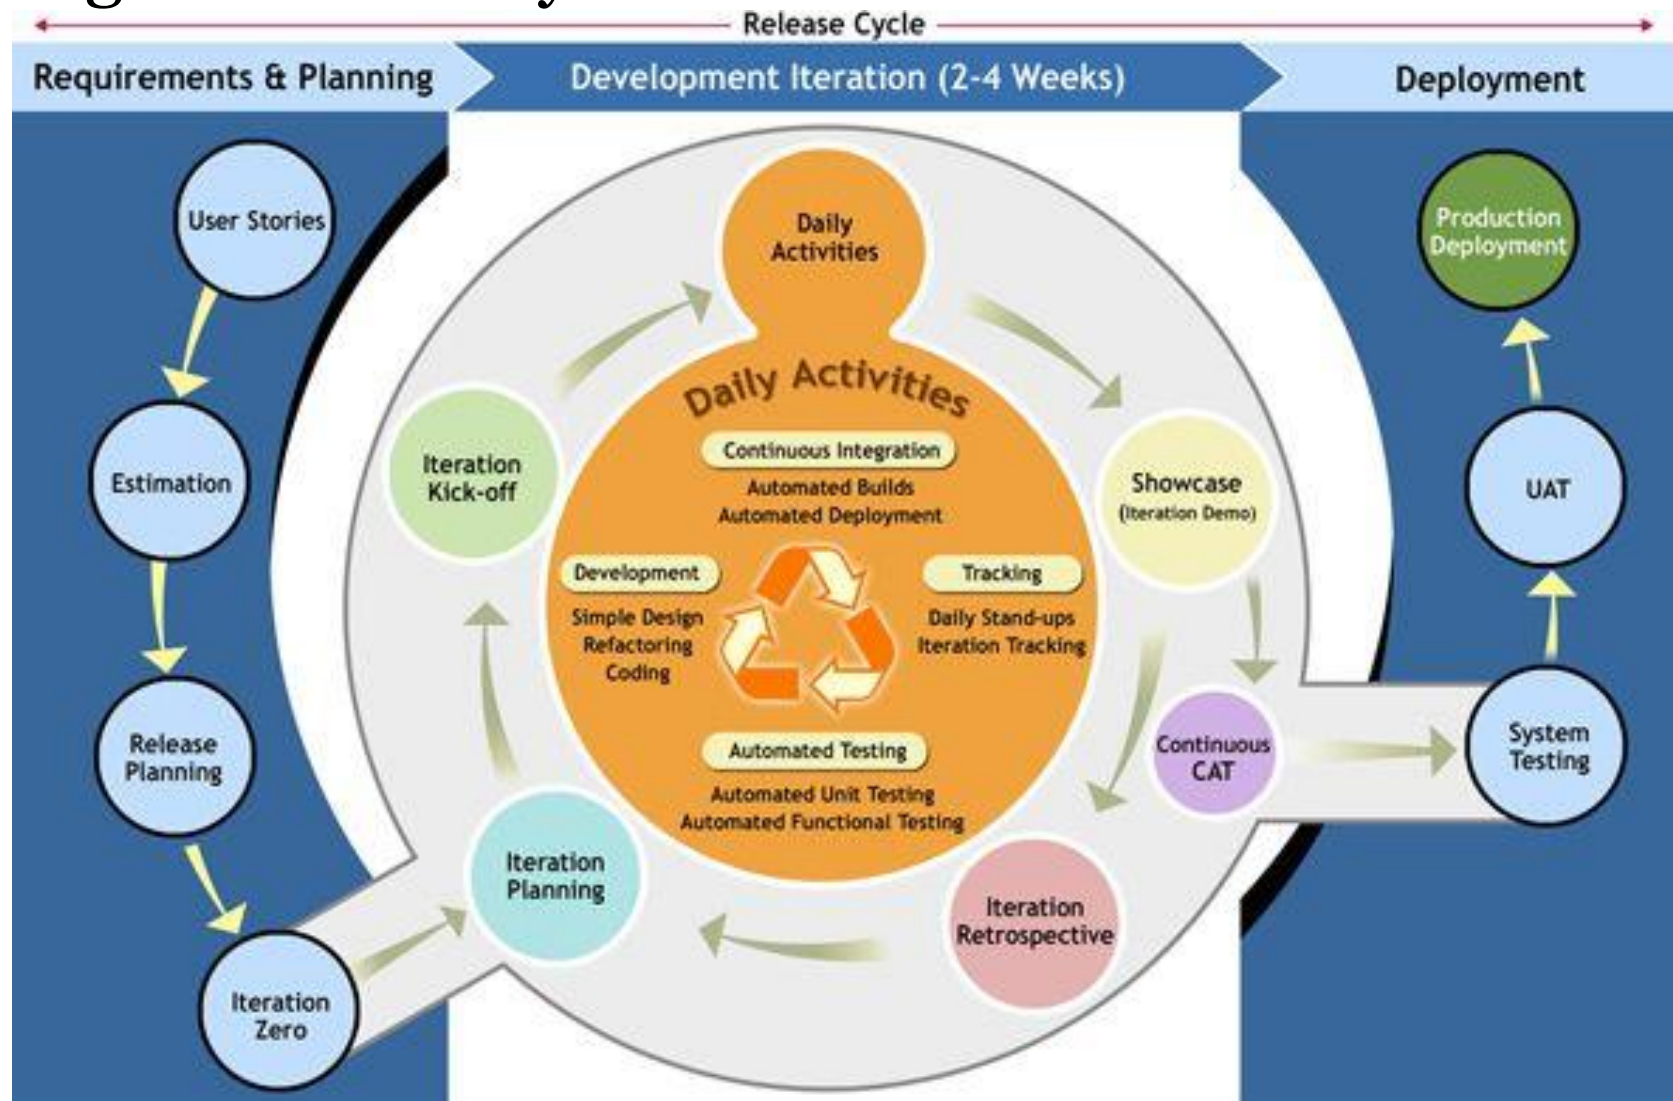 Release Cycle
Requirements & Planning
Development Iteration (2-4 Weeks)
Deployment
User Stories
Estimation
Release
Planning
Iteration
Zero
Daily
Activities
Iteration
Kick-off
Showcase
(Iteration Demo)
Continuous
CAT
Iteration
Retrospective
Iteration
Planning
Daily Activities
Continuous Integration
Automated Builds
Automated Deployment
Development
Simple Design
Refactoring
Coding
Tracking
Daily Stand-ups
Iteration Tracking
Automated Testing
Automated Unit Testing
Automated Functional Testing
Production
Deployment
UAT
System
Testing